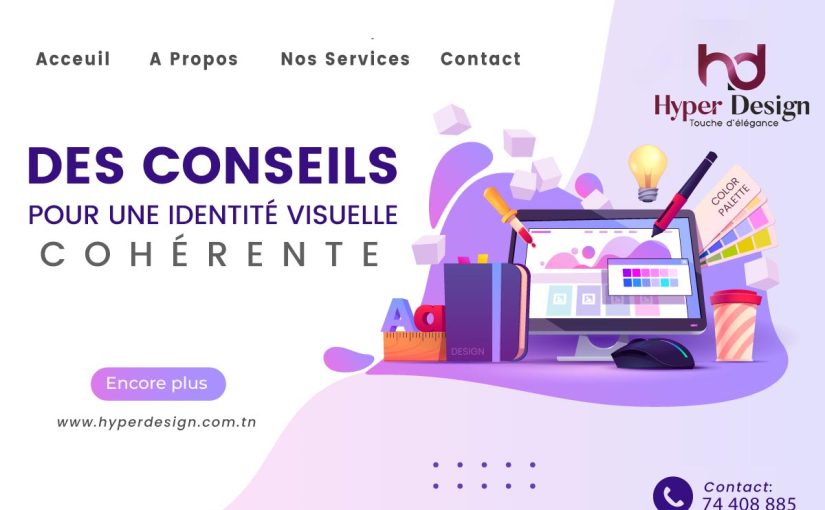 Acceuil A Propos Nos Services Contact
hd
Hyper Design
Touche d'élégance
DES CONSEILS
POUR UNE IDENTITÉ VISUELLE
COHÉRENTE
COLOR
PALETTE
Aa
DESIGN
Encore plus
www.hyperdesign.com.tn
Contact:
74 408 885